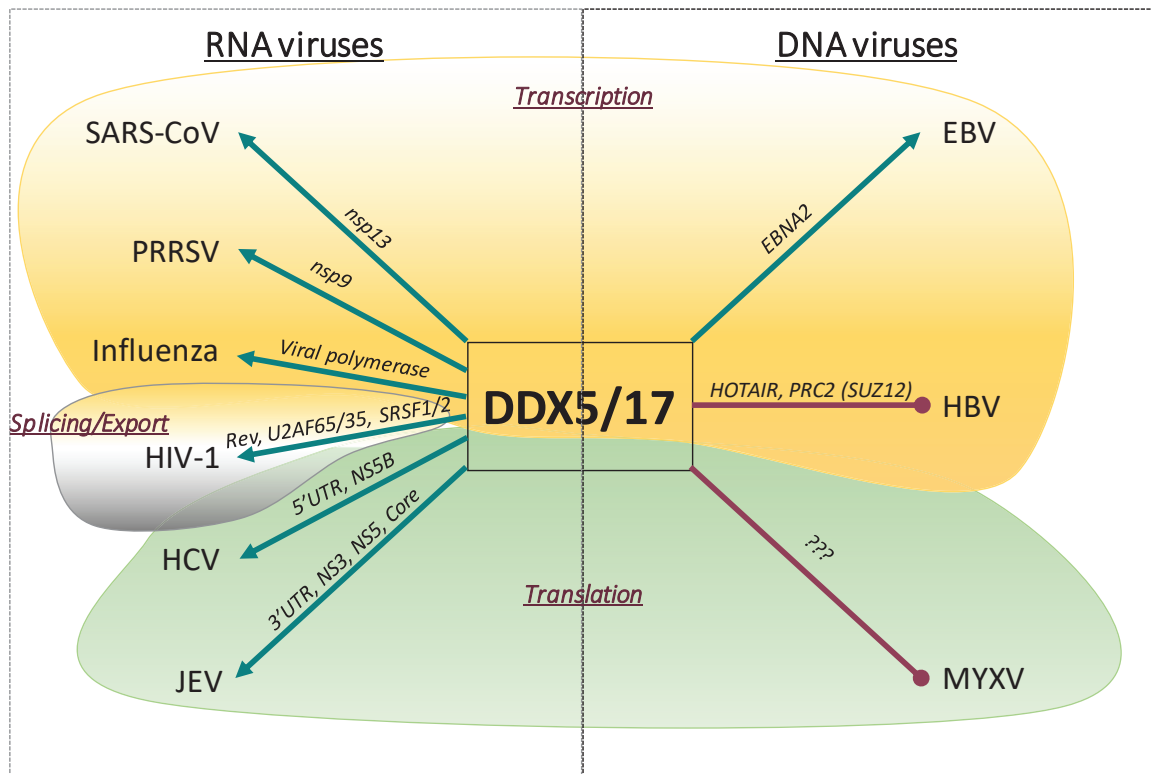 RNA viruses
DNA viruses
Transcription
SARS-CoV
EBV
nsp13
EBNA2
PRRSV
nsp9
Influenza
Viral polymerase
DDX5/17
HOTAIR, PRC2 (SUZ12)
HBV
Splicing/Export
Rev, U2AF65/35, SRSF1/2
HIV-1
5'UTR, NS5B
HCV
3'UTR, NS3, NS5, Core
???
Translation
JEV
MYXV